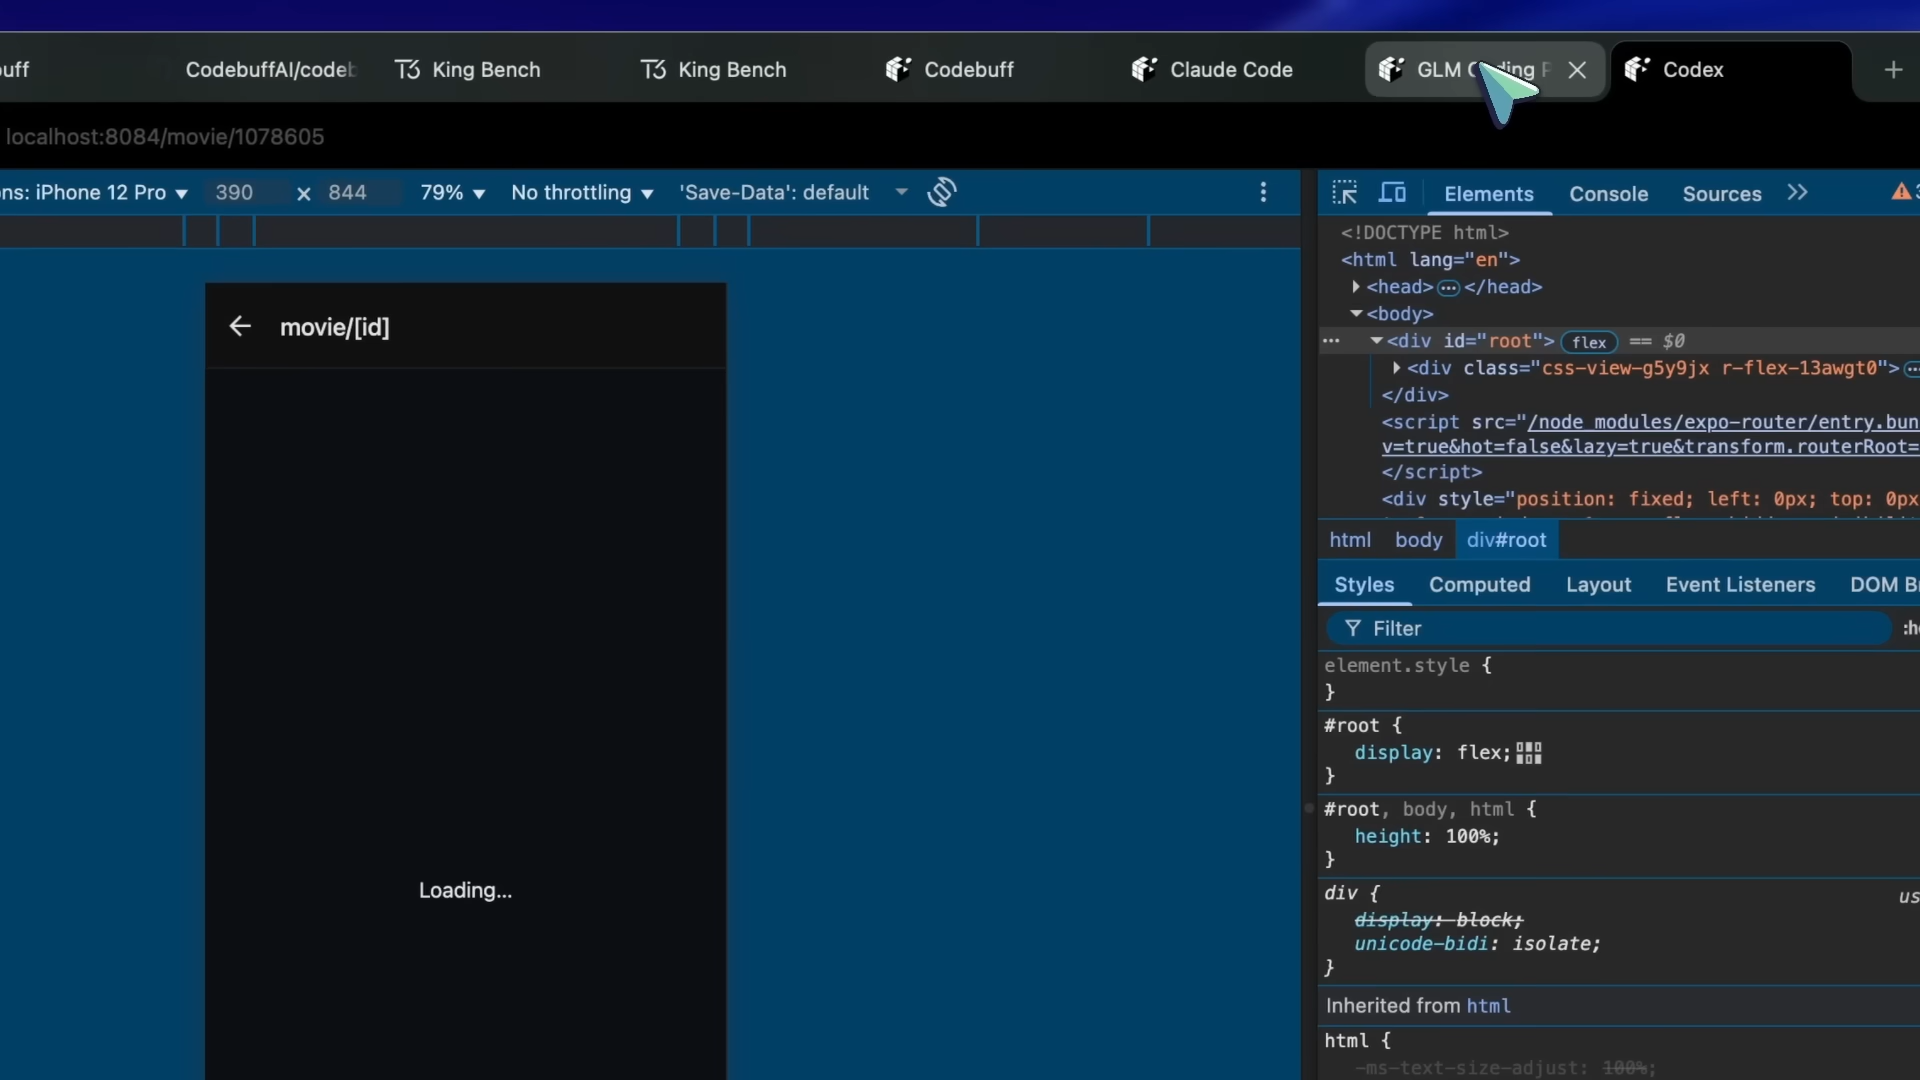 uff
CodebuffAI/codeb
T3 King Bench
T3 King Bench
Codebuff
Claude Code
GLM
Codex
localhost:8084/movie/1078605
ns: iPhone 12 Pro ▼ 390 x 844 79% ▼ No throttling ▼ 'Save-Data': default
Elements Console Sources
movie/[id]
Loading...
<!DOCTYPE html>
<html lang="en">
<head> </head>
<body>
<div id="root"> flex == $0
<div class="css-view-g5y9jx r-flex-13awgt0">
</div>
<script src="/node_modules/expo-router/entry.bun
v=true&hot=false&lazy=true&transform.routerRoot=
</script>
<div style="position: fixed; left: 0px; top: 0px
html body div#root
Styles Computed Layout Event Listeners DOM B
Filter
element.style {
}
#root {
display: flex;
}
#root, body, html {
height: 100%;
}
div {
display: block;
unicode-bidi: isolate;
}
Inherited from html
html {
-ms-text-size-adjust: 100%;